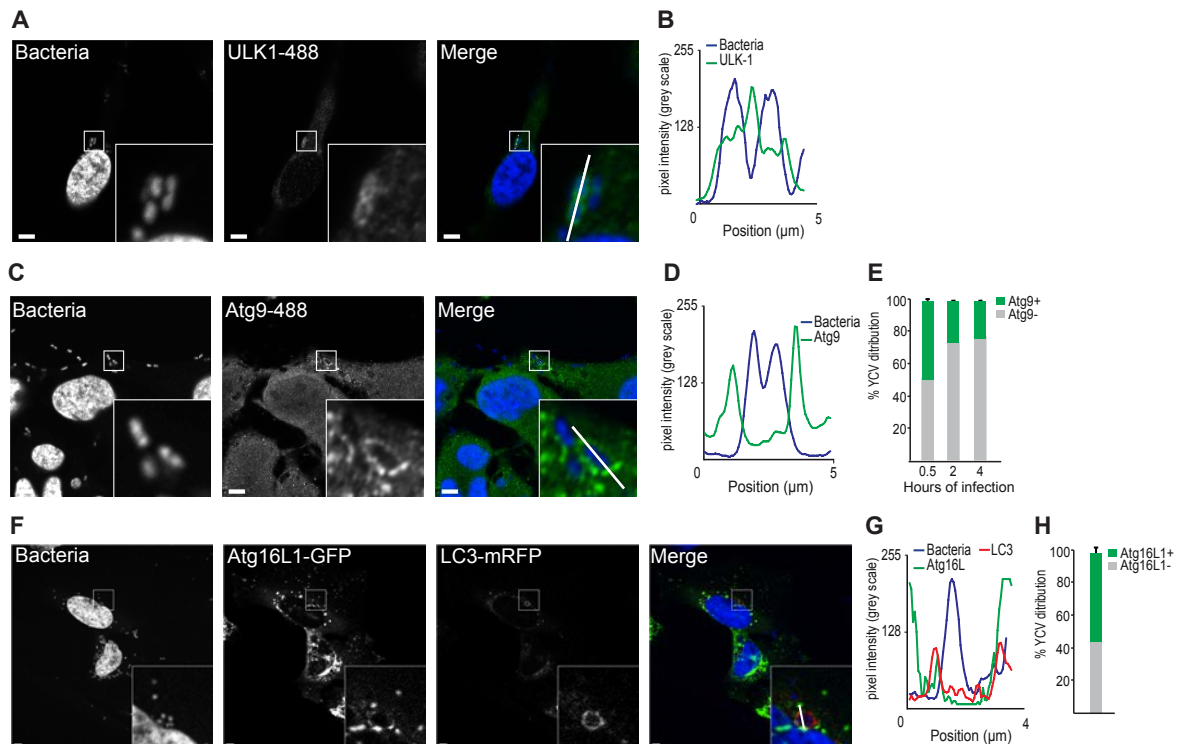 A
Bacteria
ULK1-488
Merge
B
255
Bacteria
ULK-1
128
pixel intensity (grey scale)
0
5
Position (µm)
C
Bacteria
Atg9-488
Merge
D
255
Bacteria
Atg9
128
pixel intensity (grey scale)
0
5
Position (µm)
E
100
80
60
40
20
% YCV ditribution
Atg9+
Atg9-
0.5 2 4
Hours of infection
F
Bacteria
Atg16L1-GFP
LC3-mRFP
Merge
G
255
Bacteria
LC3
Atg16L
128
pixel intensity (grey scale)
0
4
Position (µm)
H
100
80
60
40
20
% YCV ditribution
Atg16L1+
Atg16L1-